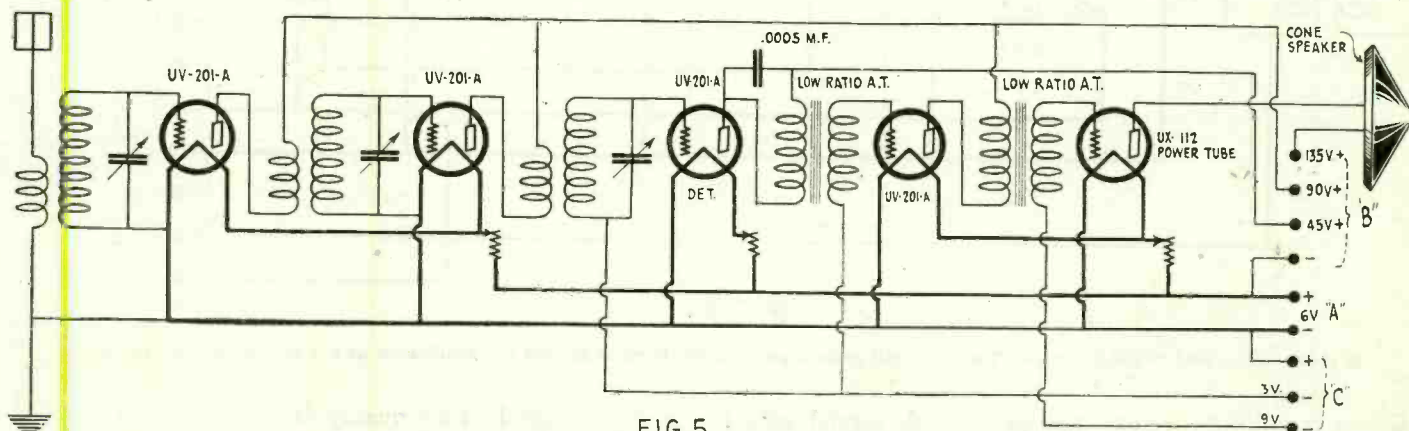 UV-201-A
UV-201-A
UV-201-A
DET.
.0005 M.F.
LOW RATIO A.T.
UV-201-A
LOW RATIO A.T.
UX-112
POWER TUBE
CONE
SPEAKER
135V+
90V+
45V+
-
"B"
+
6V "A"
-
+
3V. -
9V -
"C"
FIG.5